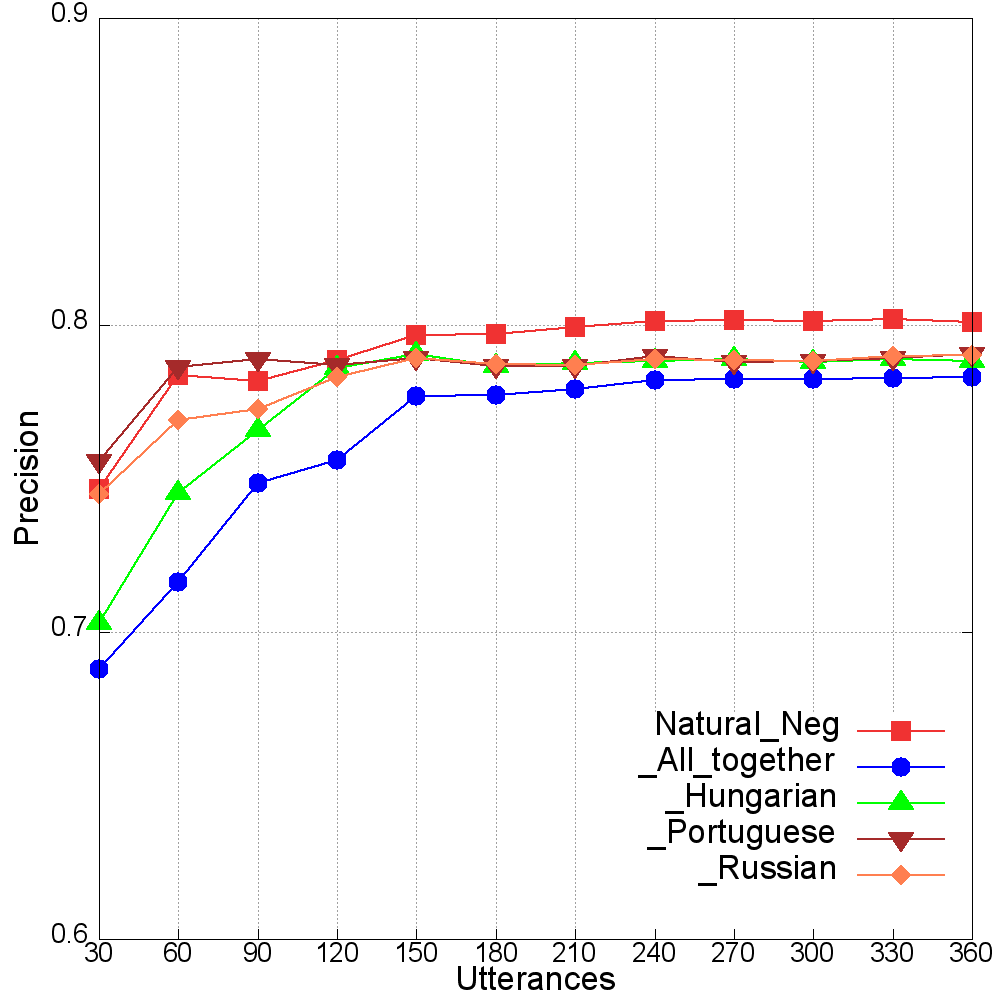 0.9
0.8
0.7
0.6
Precision
30 60 90 120 150 180 210 240 270 300 330 360
Utterances
Natural_Neg
_All_together
_Hungarian
_Portuguese
_Russian